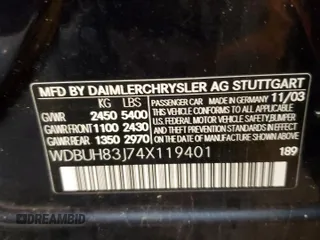 MFD BY DAIMLERCHRYSLER AG STUTTGART
MADE IN GERMANY 11/03
KG LBS
GVWR 2450 5400
GAWR.FRONT 1100 2430
GAWR.REAR 1350 2970
THIS VEHICLE CONFORMS TO ALL APPLICABLE
U.S. FEDERAL MOTOR VEHICLE SAFETY, BUMPER,
AND THEFT PREVENTION STANDARDS IN EFFECT
ON THE DATE OF MANUFACTURE SHOWN ABOVE.
WDBUH83J74X119401
189
DREAMBID